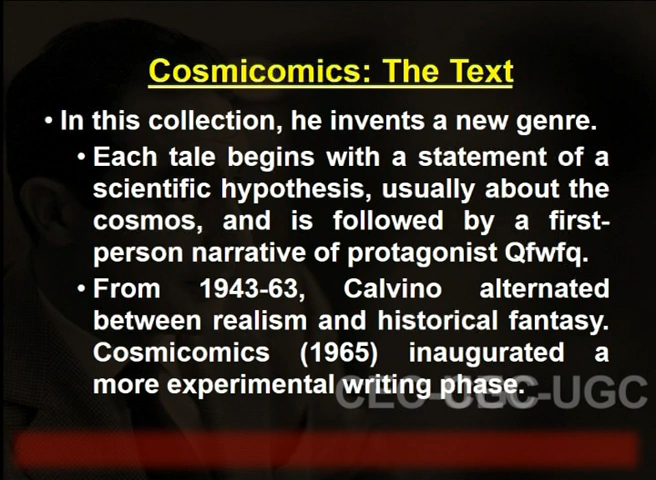 Cosmicomics: The Text
• In this collection, he invents a new genre.
• Each tale begins with a statement of a
scientific hypothesis, usually about the
cosmos, and is followed by a first-
person narrative of protagonist Qfwfq.
• From 1943-63, Calvino alternated
between realism and historical fantasy.
Cosmicomics (1965) inaugurated a
more experimental writing phase.
CEC-UGC